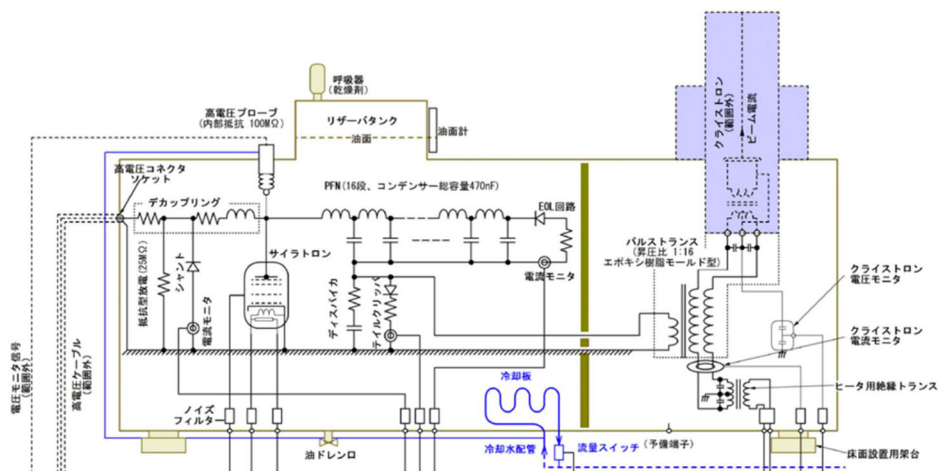 呼吸器
(乾燥剤)
高電圧プローブ
(内部抵抗 100MΩ)
リザーバタンク
油面
油面計
クライストロン
(範囲外)
ビーム電流
高電圧コネクタ
ソケット
PFN(16段、コンデンサー総容量470nF)
デカップリング
EOL回路
サイラトロン
パルストランス
(昇圧比 1:16
エポキシ樹脂モールド型)
抵抗型放電(25MΩ)
シャント
電流モニタ
ディスパイカ
テイルクリッパ
電流モニタ
クライストロン
電圧モニタ
クライストロン
電流モニタ
電圧モニタ信号
(範囲外)
高電圧ケーブル
(範囲外)
冷却板
ヒータ用絶縁トランス
ノイズ
フィルター
油ドレンロ
冷却水配管
流量スイッチ
(予備端子)
床面設置用架台